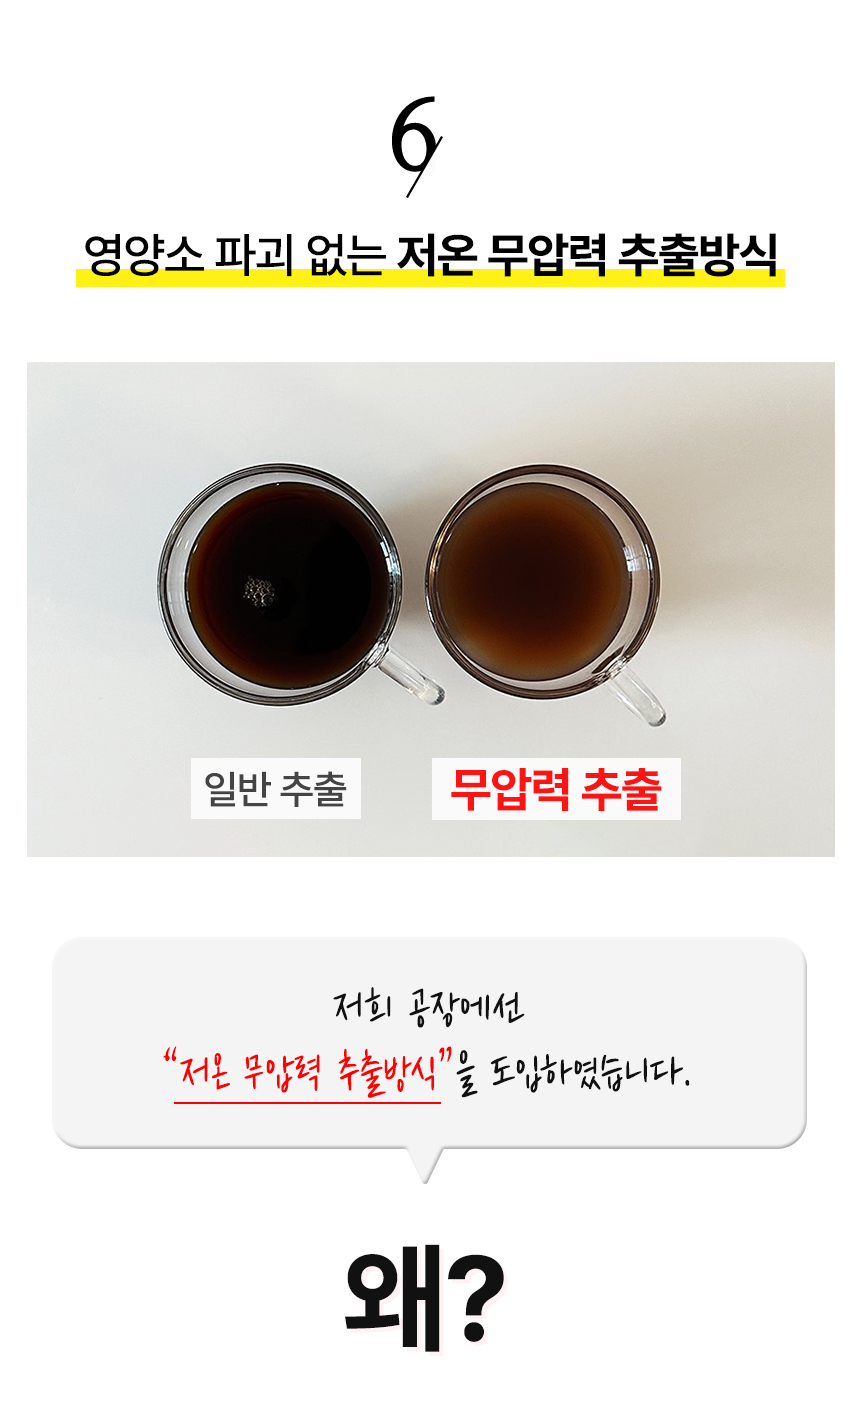 6
영양소 파괴 없는 저온 무압력 추출방식
일반 추출
무압력 추출
저희 공장에선
“저온 무압력 추출방식”을 도입하였습니다.
왜?